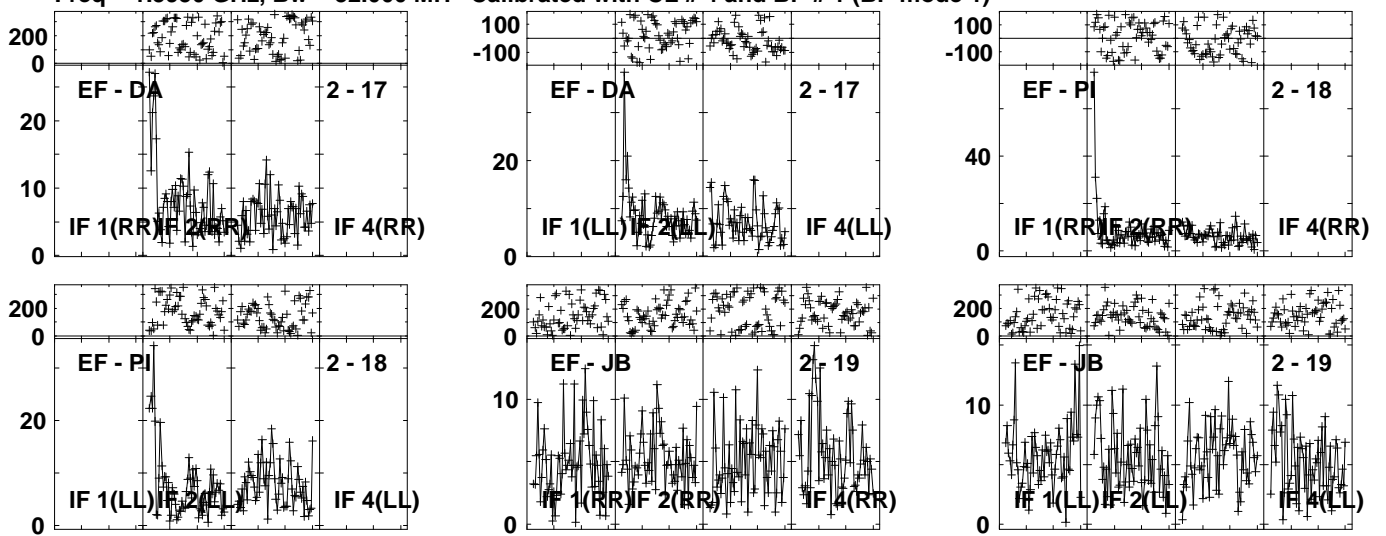 200
0
100
-100
100
-100
EF - DA
2 - 17
EF - DA
2 - 17
EF - PI
2 - 18
20
10
0
20
0
40
0
IF 1(RR) IF 2(RR) IF 4(RR)
IF 1(LL) IF 2(LL) IF 4(LL)
IF 1(RR) IF 2(RR) IF 4(RR)
200
0
200
0
200
0
EF - PI
2 - 18
EF - JB
2 - 19
EF - JB
2 - 19
20
0
10
0
10
0
IF 1(LL) IF 2(LL) IF 4(LL)
IF 1(RR) IF 2(RR) IF 4(RR)
IF 1(LL) IF 2(LL) IF 4(LL)